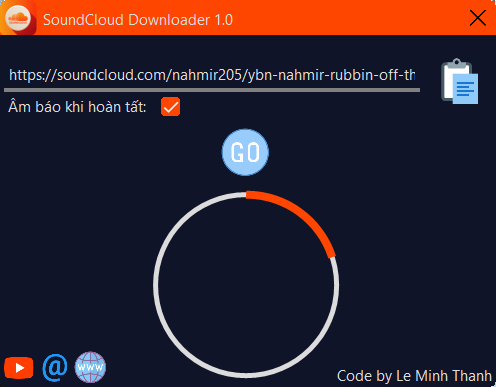 SoundCloud Downloader 1.0
https://soundcloud.com/nahmir205/ybn-nahmir-rubbin-off-th
Âm báo khi hoàn tất:
GO
@ WWW
Code by Le Minh Thanh